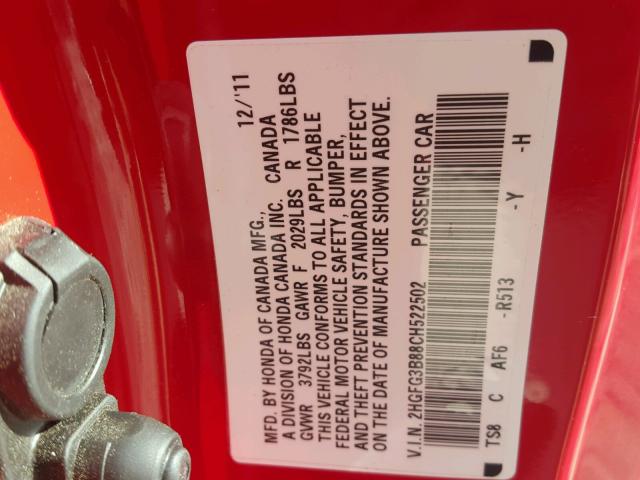 MFD. BY HONDA OF CANADA MFG., 12/'11
A DIVISION OF HONDA CANADA INC. CANADA
GVWR 3792LBS GAWR F 2029LBS R 1786LBS
THIS VEHICLE CONFORMS TO ALL APPLICABLE
FEDERAL MOTOR VEHICLE SAFETY, BUMPER,
AND THEFT PREVENTION STANDARDS IN EFFECT
ON THE DATE OF MANUFACTURE SHOWN ABOVE.
V.I.N. 2HGFG3B88CH522502 PASSENGER CAR
TS8 C AF6 -R513 -Y -H